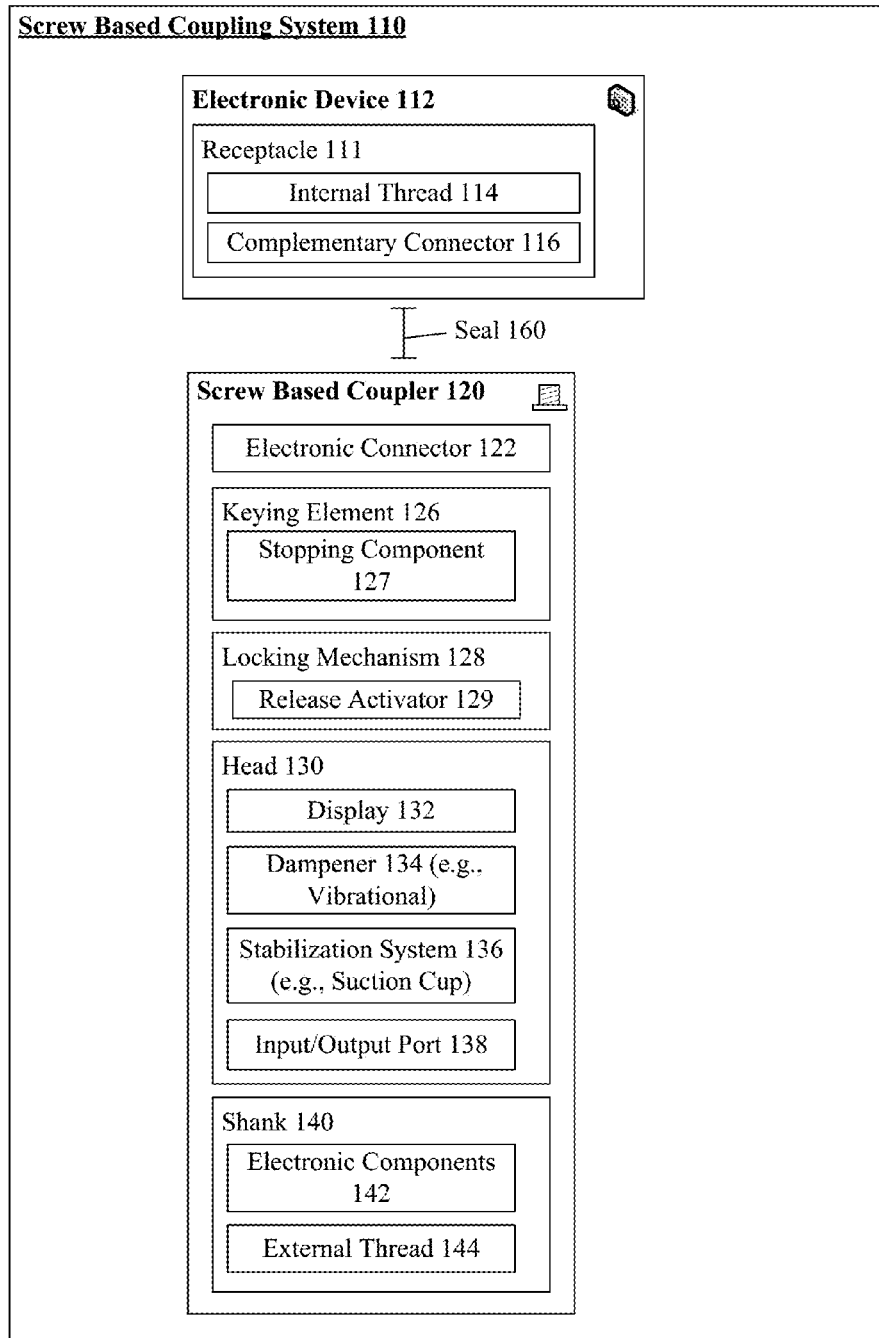 Screw Based Coupling System 110
Electronic Device 112
Receptacle 111
Internal Thread 114
Complementary Connector 116
Seal 160
Screw Based Coupler 120
Electronic Connector 122
Keying Element 126
Stopping Component
127
Locking Mechanism 128
Release Activator 129
Head 130
Display 132
Dampener 134 (e.g.,
Vibrational)
Stabilization System 136
(e.g., Suction Cup)
Input/Output Port 138
Shank 140
Electronic Components
142
External Thread 144